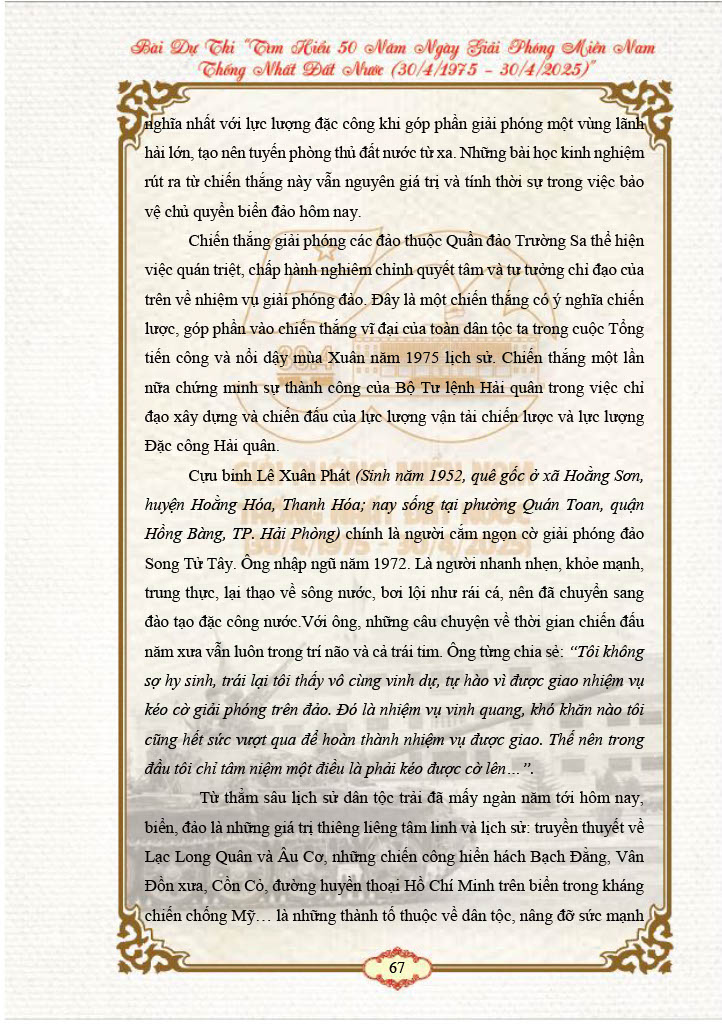 Bài Dự Thi “Tìm Hiểu 50 Năm Ngày Giải Phóng Miền Nam
Thống Nhất Đất Nước (30/4/1975 – 30/4/2025)”
nghĩa nhất với lực lượng đặc công khi góp phần giải phóng một vùng lãnh
hải lớn, tạo nên tuyến phòng thủ đất nước từ xa. Những bài học kinh nghiệm
rút ra từ chiến thắng này vẫn nguyên giá trị và tính thời sự trong việc bảo
vệ chủ quyền biển đảo hôm nay.
Chiến thắng giải phóng các đảo thuộc Quần đảo Trường Sa thể hiện
việc quán triệt, chấp hành nghiêm chỉnh quyết tâm và tư tưởng chỉ đạo của
trên về nhiệm vụ giải phóng đảo. Đây là một chiến thắng có ý nghĩa chiến
lược, góp phần vào chiến thắng vĩ đại của toàn dân tộc ta trong cuộc Tổng
tiến công và nổi dậy mùa Xuân năm 1975 lịch sử. Chiến thắng một lần
nữa chứng minh sự thành công của Bộ Tư lệnh Hải quân trong việc chỉ
đạo xây dựng và chiến đấu của lực lượng vận tải chiến lược và lực lượng
Đặc công Hải quân.
Cựu binh Lê Xuân Phát (Sinh năm 1952, quê gốc ở xã Hoằng Sơn,
huyện Hoằng Hóa, Thanh Hóa; nay sống tại phường Quán Toan, quận
Hồng Bàng, TP. Hải Phòng) chính là người cắm ngọn cờ giải phóng đảo
Song Tử Tây. Ông nhập ngũ năm 1972. Là người nhanh nhẹn, khỏe mạnh,
trung thực, lại thạo về sông nước, bơi lội như rái cá, nên đã chuyển sang
đào tạo đặc công nước.Với ông, những câu chuyện về thời gian chiến đấu
năm xưa vẫn luôn trong trí não và cả trái tim. Ông từng chia sẻ: “Tôi không
sợ hy sinh, trái lại tôi thấy vô cùng vinh dự, tự hào vì được giao nhiệm vụ
kéo cờ giải phóng trên đảo. Đó là nhiệm vụ vinh quang, khó khăn nào tôi
cũng hết sức vượt qua để hoàn thành nhiệm vụ được giao. Thế nên trong
đầu tôi chỉ tâm niệm một điều là phải kéo được cờ lên…”.
Từ thẳm sâu lịch sử dân tộc trải đã mấy ngàn năm tới hôm nay,
biển, đảo là những giá trị thiêng liêng tâm linh và lịch sử: truyền thuyết về
Lạc Long Quân và Âu Cơ, những chiến công hiển hách Bạch Đằng, Vân
Đồn xưa, Cồn Cỏ, đường huyền thoại Hồ Chí Minh trên biển trong kháng
chiến chống Mỹ… là những thành tố thuộc về dân tộc, nâng đỡ sức mạnh
50
30.4
GIẢI PHÓNG MIỀN NAM
THỐNG NHẤT ĐẤT NƯỚC
(30/4/1975 - 30/4/2025)
67